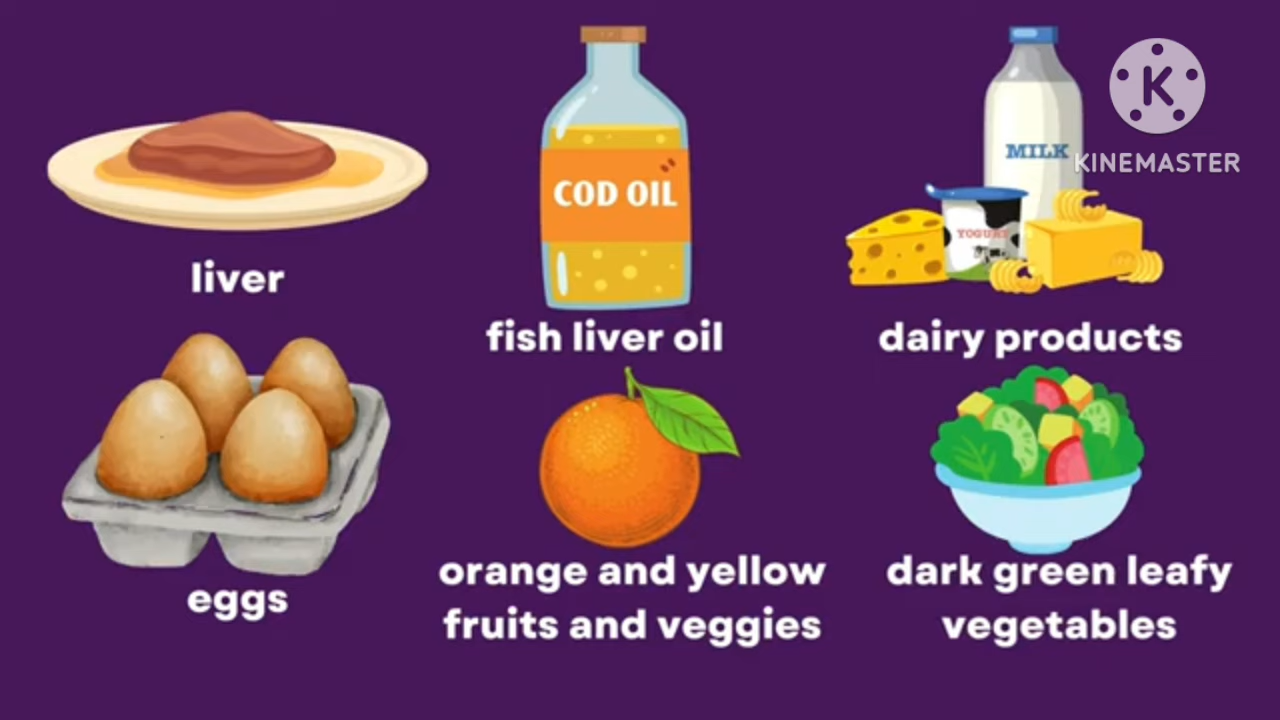 COD OIL
MILK
YOGURT
K
KINEMASTER
liver
fish liver oil
dairy products
eggs
orange and yellow
fruits and veggies
dark green leafy
vegetables